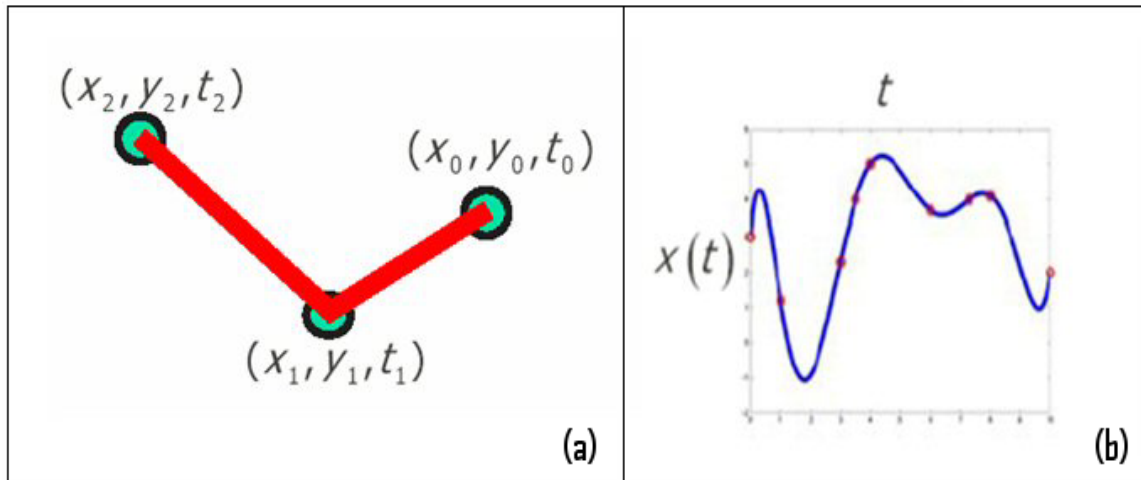 (x₂, y₂, t₂)
(x₀, y₀, t₀)
(x₁, y₁, t₁)
(a)
t
x(t)
(b)